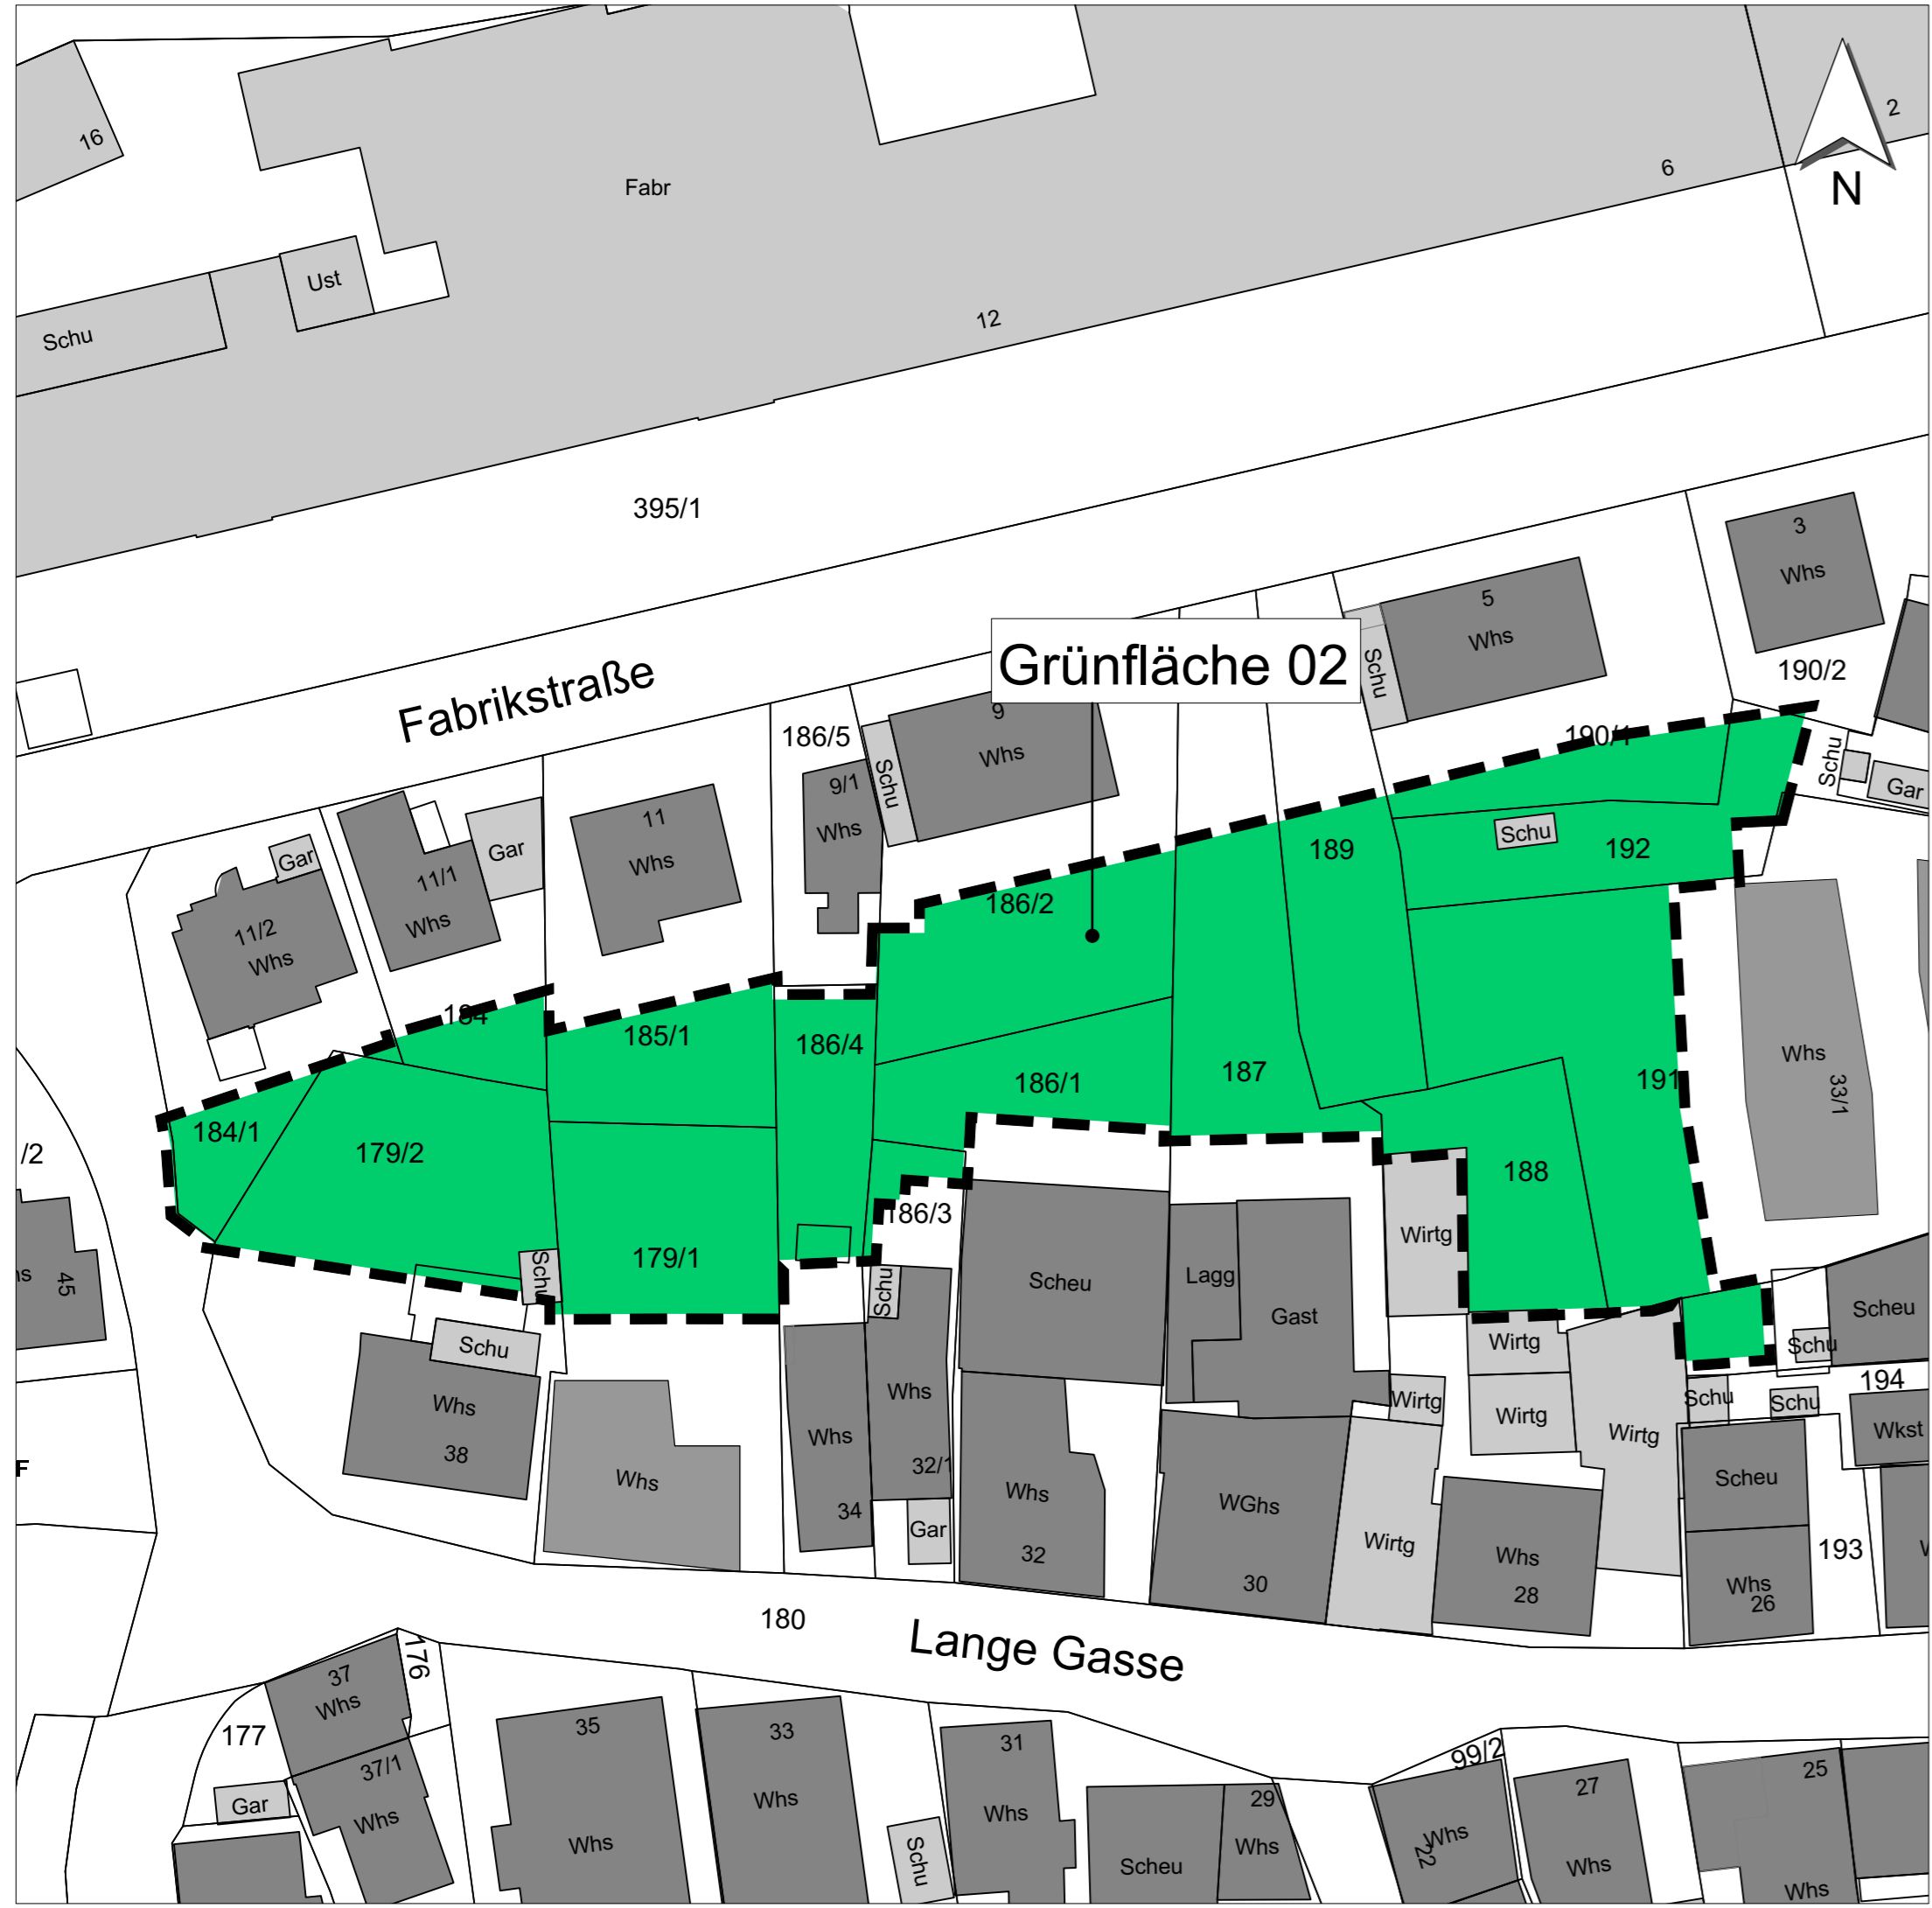 16
Fabr
6
2
N
Ust
Schu
12
395/1
3
Whs
5
Whs
Schu
190/2
Grünfläche 02
Fabrikstraße
186/5
9
Whs
190/1
Schu
Gar
9/1
Whs
Schu
11
Whs
Gar
11/1
Whs
Gar
11/2
Whs
189
Schu
192
186/2
184
185/1
186/4
186/1
187
191
Whs
33/1
184/1
179/2
/2
188
186/3
Wirtg
179/1
Schu
45
Schu
Scheu
Lagg
Gast
Scheu
Schu
Schu
Wirtg
194
Whs
38
Whs
Whs
34
Whs
32/1
Wirtg
Wirtg
Schu
Schu
Wirtg
Wkst
F
Gar
Whs
32
WGhs
30
Wirtg
Whs
28
Scheu
193
Whs
26
180
Lange Gasse
176
37
Whs
177
37/1
Whs
Gar
35
Whs
33
Whs
31
Whs
Schu
Scheu
29
Whs
99/2
Whs
22
27
Whs
25
Whs